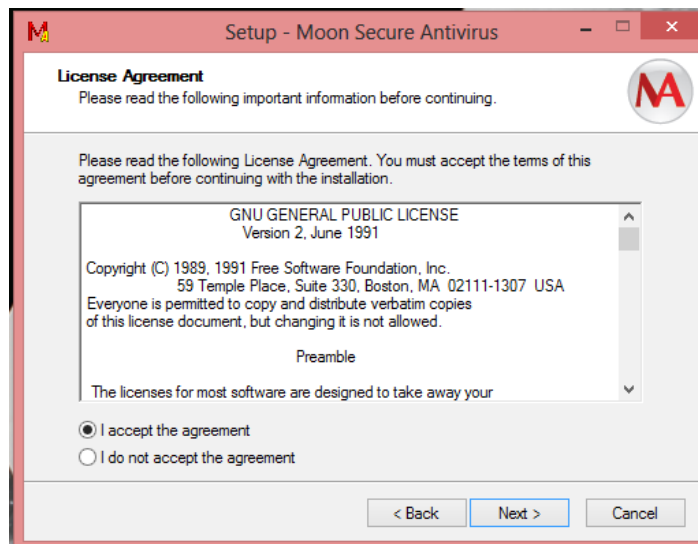 Setup - Moon Secure Antivirus
License Agreement
Please read the following important information before continuing.
Please read the following License Agreement. You must accept the terms of this
agreement before continuing with the installation.
GNU GENERAL PUBLIC LICENSE
Version 2, June 1991
Copyright (C) 1989, 1991 Free Software Foundation, Inc.
59 Temple Place, Suite 330, Boston, MA  02111-1307  USA
Everyone is permitted to copy and distribute verbatim copies
of this license document, but changing it is not allowed.
Preamble
The licenses for most software are designed to take away your
I accept the agreement
I do not accept the agreement
< Back
Next >
Cancel